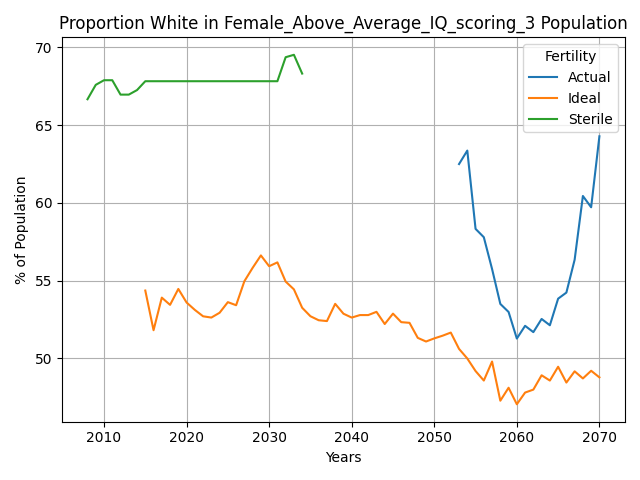 Proportion White in Female_Above_Average_IQ_scoring_3 Population
Fertility
Actual
Ideal
Sterile
% of Population
70
65
60
55
50
2010 2020 2030 2040 2050 2060 2070
Years